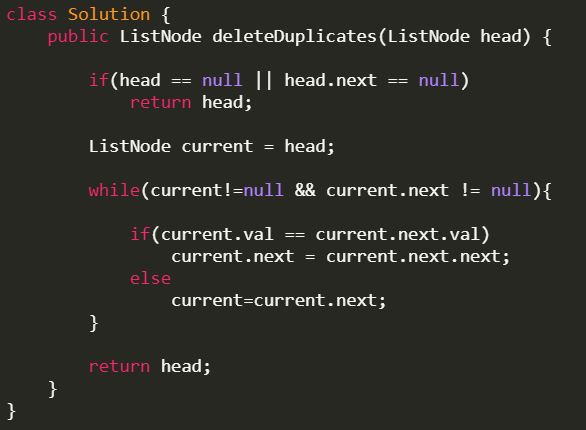 class Solution {
    public ListNode deleteDuplicates(ListNode head) {
        if(head == null || head.next == null)
            return head;
        ListNode current = head;
        while(current!=null && current.next != null){
            if(current.val == current.next.val)
                current.next = current.next.next;
            else
                current=current.next;
        }
        return head;
    }
}